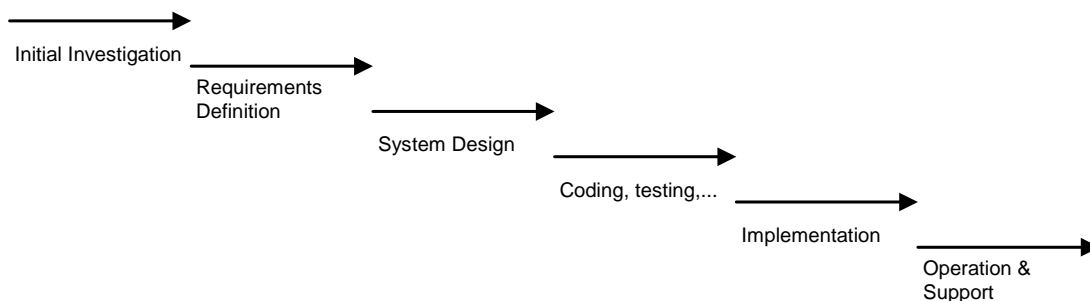 Initial Investigation
Requirements
Definition
System Design
Coding, testing,...
Implementation
Operation &
Support